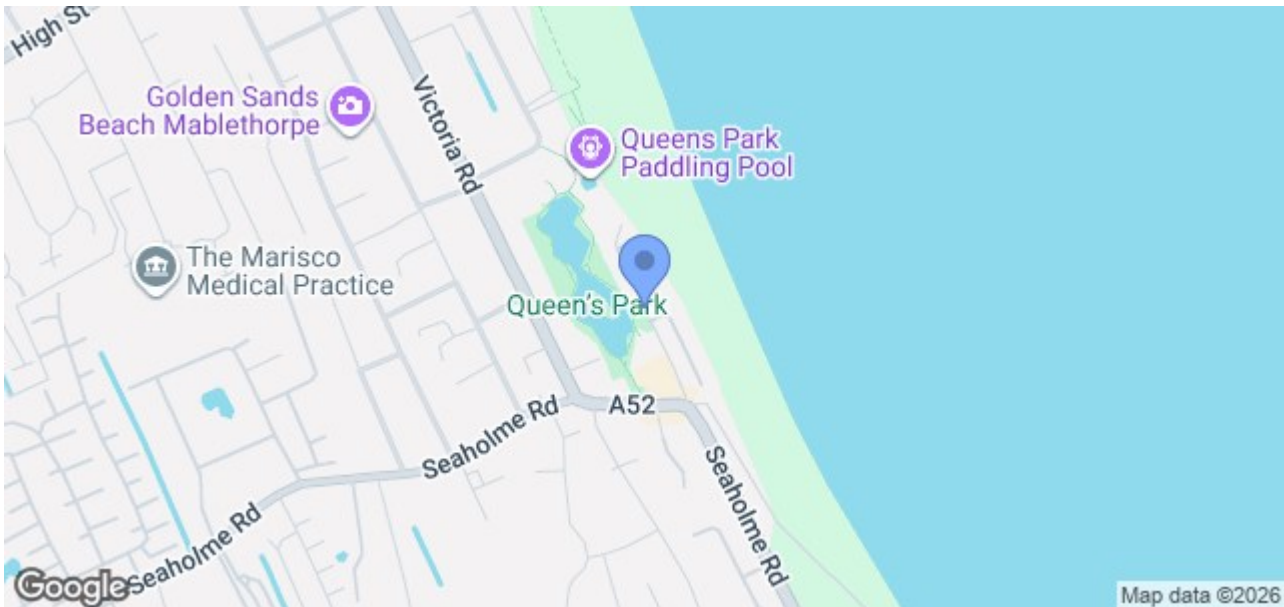 High St
Golden Sands
Beach Mablethorpe
Victoria Rd
Queens Park
Paddling Pool
The Marisco
Medical Practice
Queen's Park
A52
Seaholme Rd
Seaholme Rd
Seaholme Rd
Google
Map data ©2026